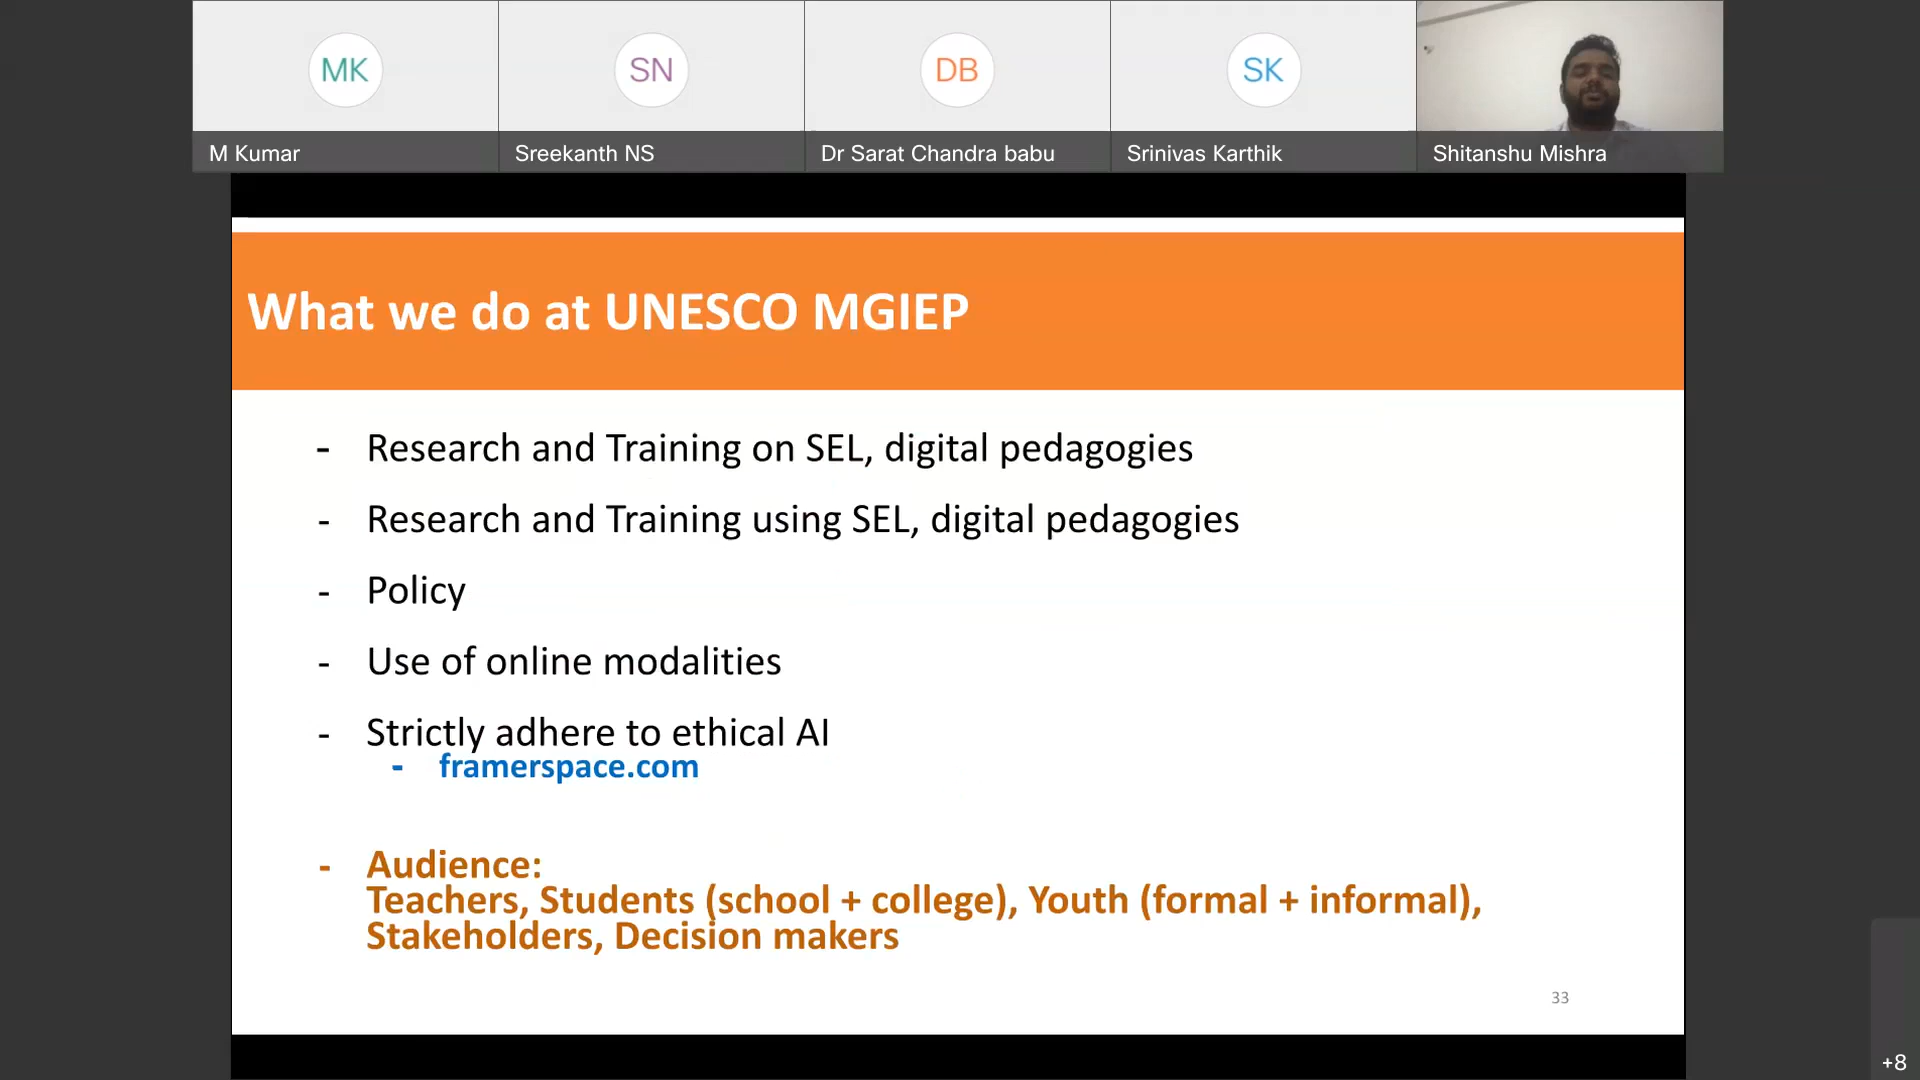 MK
SN
DB
SK
M Kumar
Sreekanth NS
Dr Sarat Chandra babu
Srinivas Karthik
Shitanshu Mishra
What we do at UNESCO MGIEP
- Research and Training on SEL, digital pedagogies
- Research and Training using SEL, digital pedagogies
- Policy
- Use of online modalities
- Strictly adhere to ethical AI
- framerspace.com
- Audience:
Teachers, Students (school + college), Youth (formal + informal),
Stakeholders, Decision makers
33
+8